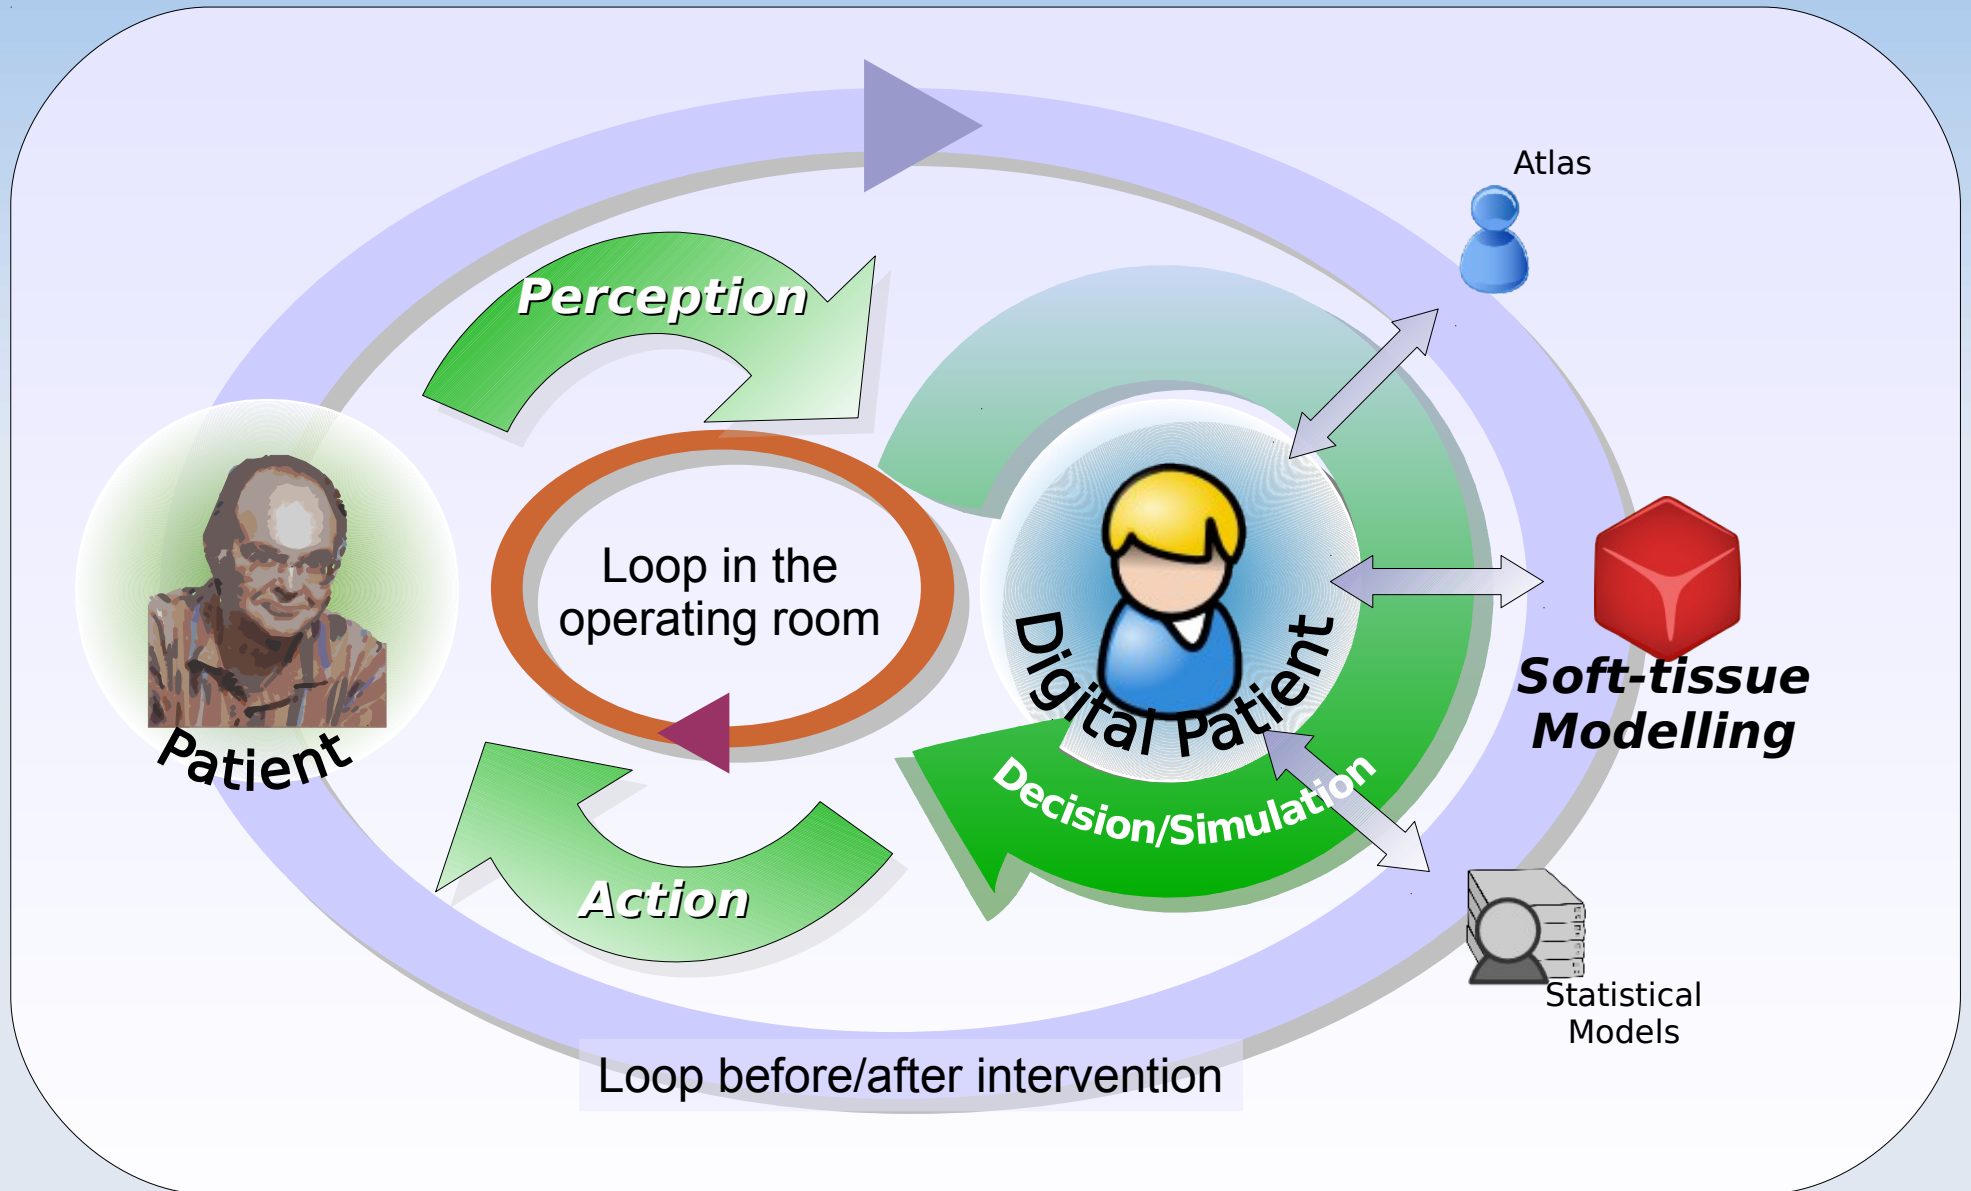 Atlas
Perception
Loop in the
operating room
Patient
Digital Patient
Decision/Simulation
Soft-tissue
Modelling
Action
Statistical
Models
Loop before/after intervention